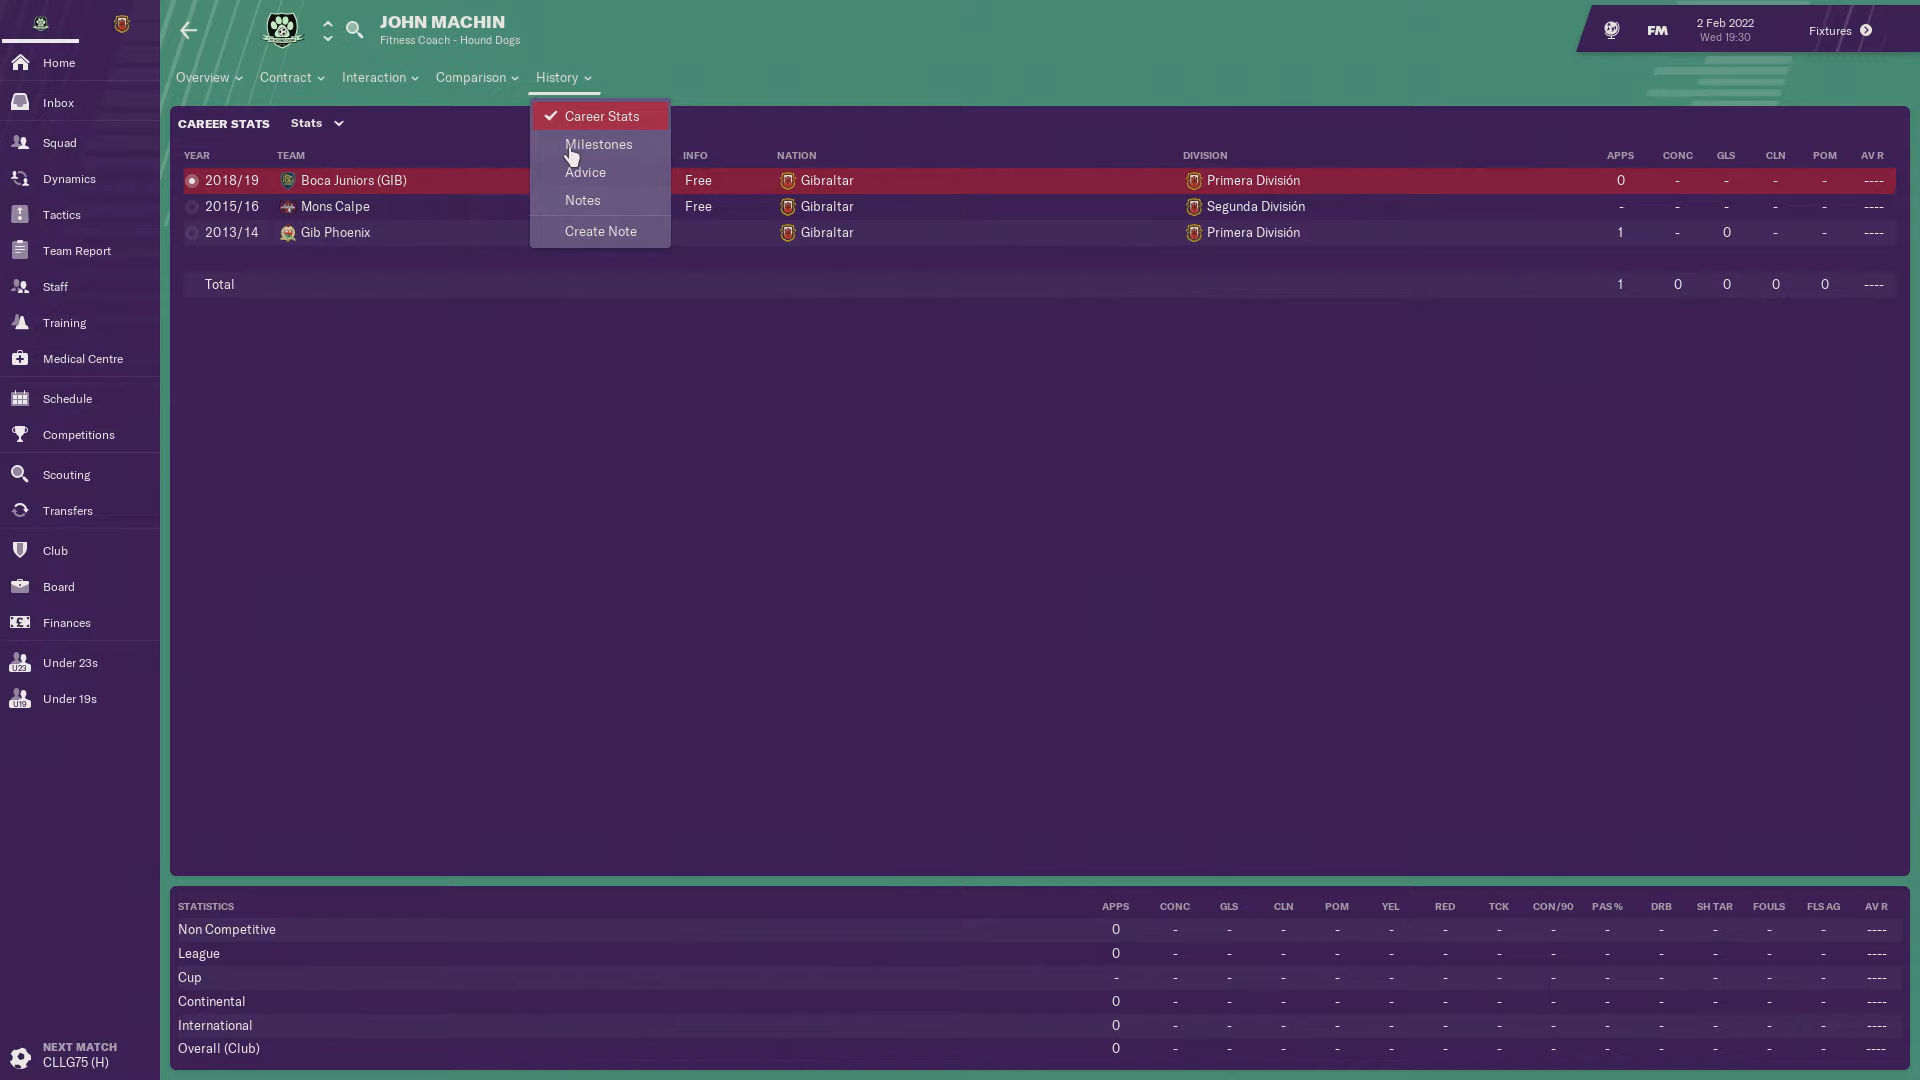 JOHN MACHIN
Fitness Coach - Hound Dogs
FM
2 Feb 2022
Wed 19:30
Fixtures
Overview Contract Interaction Comparison History
Home
Inbox
Squad
Dynamics
Tactics
Team Report
Staff
Training
Medical Centre
Schedule
Competitions
Scouting
Transfers
Club
Board
Finances
U23 Under 23s
U19 Under 19s
NEXT MATCH
CLLG75 (H)
Career Stats
Milestones
Advice
Notes
Create Note
CAREER STATS Stats
YEAR TEAM INFO NATION DIVISION APPS CONC GLS CLN POM AV R
2018/19 Boca Juniors (GIB) Free Gibraltar Primera División 0 - - - - ----
2015/16 Mons Calpe Free Gibraltar Segunda División - - - - - ----
2013/14 Gib Phoenix Gibraltar Primera División 1 - 0 - - ----
Total 1 0 0 0 0 ----
STATISTICS APPS CONC GLS CLN POM YEL RED TCK CON/90 PAS % DRB SH TAR FOULS FLS AG AV R
Non Competitive 0 - - - - - - - - - - - - - ----
League 0 - - - - - - - - - - - - - ----
Cup - - - - - - - - - - - - - - ----
Continental 0 - - - - - - - - - - - - - ----
International 0 - - - - - - - - - - - - - ----
Overall (Club) 0 - - - - - - - - - - - - - ----